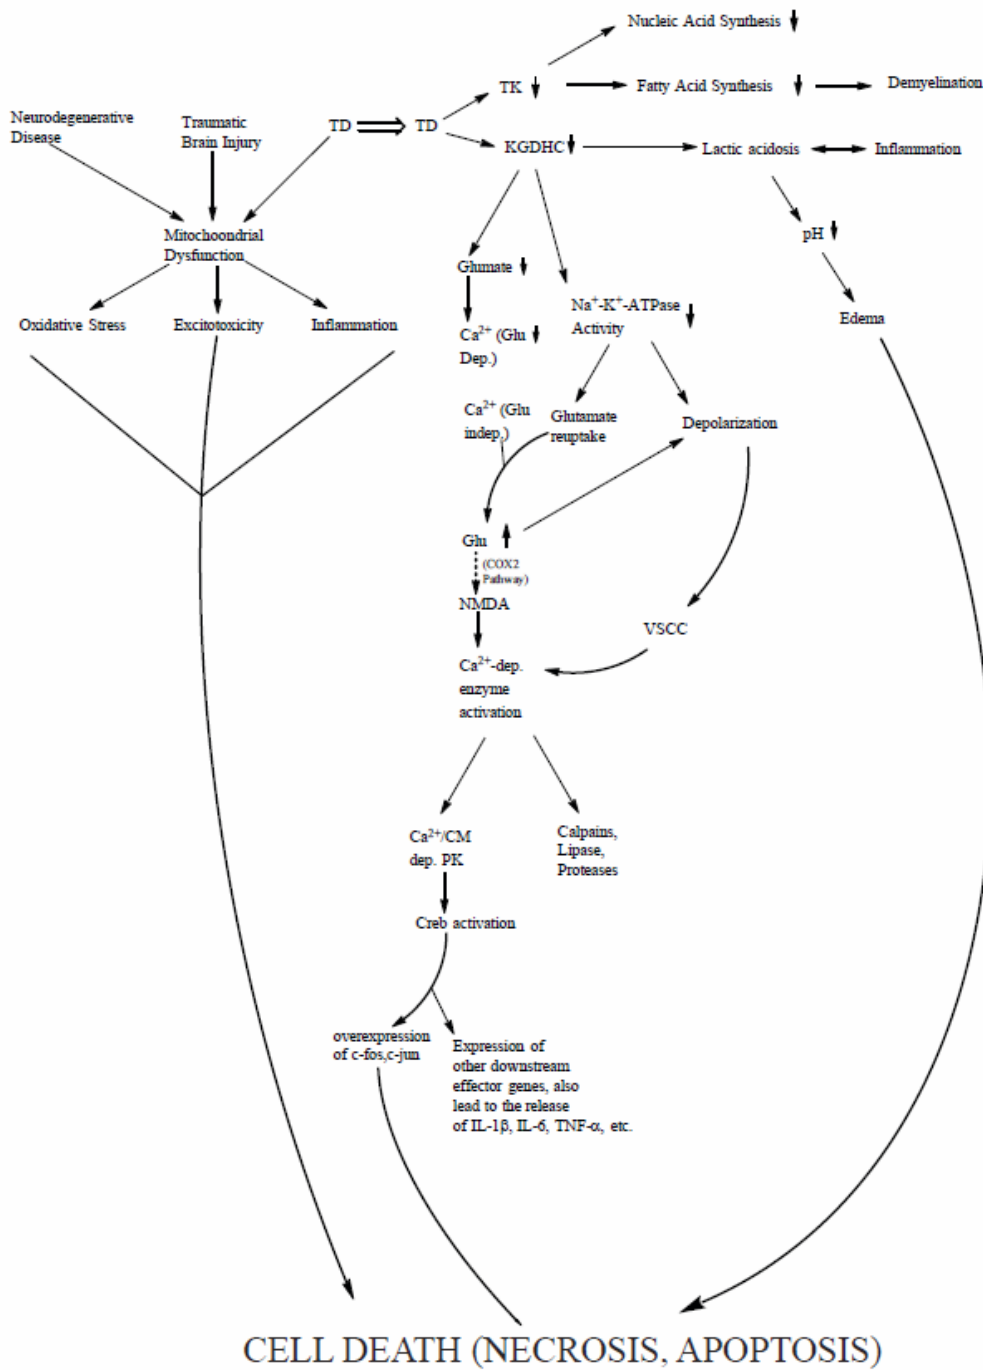 Nucleic Acid Synthesis
TK
Fatty Acid Synthesis
Demyelination
Neurodegenerative
Disease
Traumatic
Brain Injury
TD
TD
KGDHC
Lactic acidosis
Inflammation
Mitochoondrial
Dysfunction
pH
Glumate
Na⁺-K⁺-ATPase
Activity
Oxidative Stress
Excitotoxicity
Inflammation
Edema
Ca²⁺ (Glu
Dep.)
Ca²⁺ (Glu
indep.)
Glutamate
reuptake
Depolarization
Glu
(COX2
Pathway)
NMDA
VSCC
Ca²⁺-dep.
enzyme
activation
Ca²⁺/CM
dep. PK
Calpains,
Lipase,
Proteases
Creb activation
overexpression
of c-fos,c-jun
Expression of
other downstream
effector genes, also
lead to the release
of IL-1β, IL-6, TNF-α, etc.
CELL DEATH (NECROSIS, APOPTOSIS)